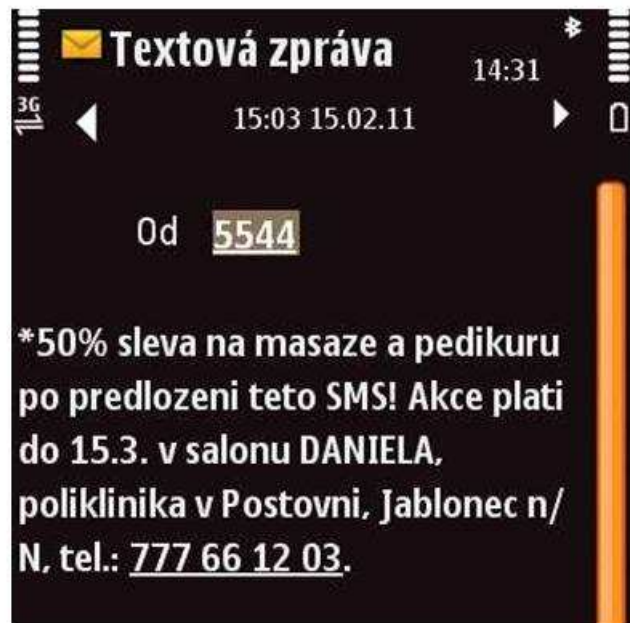 Textová zpráva
14:31
3G
15:03 15.02.11
Od 5544
*50% sleva na masaze a pedikuru
po predlozeni teto SMS! Akce plati
do 15.3. v salonu DANIELA,
poliklinika v Postovni, Jablonec n/
N, tel.: 777 66 12 03.